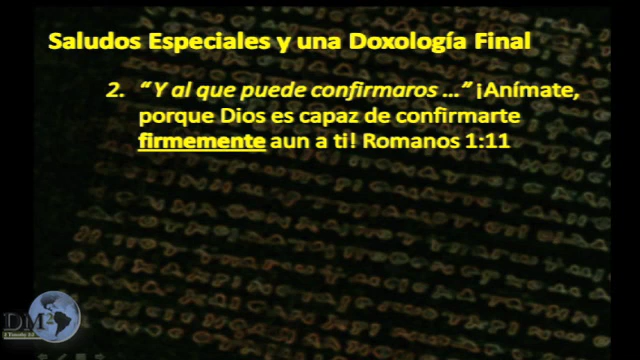 Saludos Especiales y una Doxología Final
2. “Y al que puede confirmaros ...” ¡Anímate,
porque Dios es capaz de confirmarte
firmemente aun a ti! Romanos 1:11
DM2